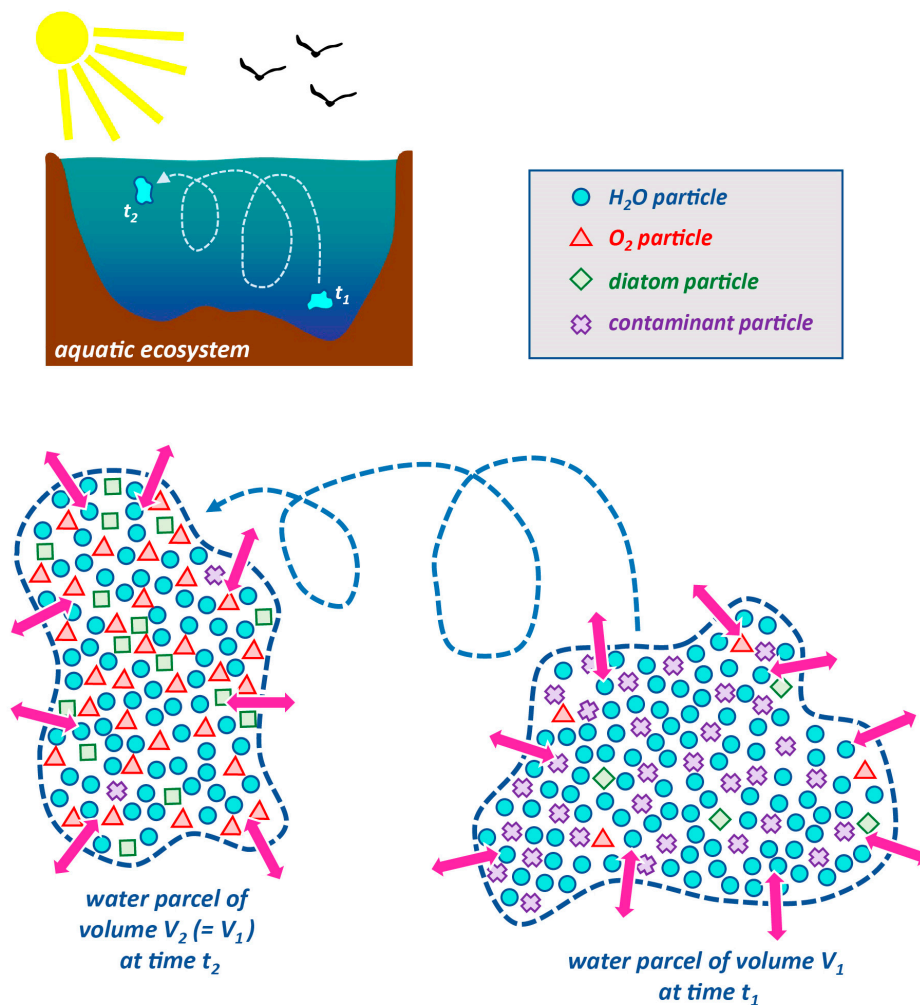 t₂
t₁
aquatic ecosystem
H₂O particle
O₂ particle
diatom particle
contaminant particle
water parcel of
volume V₂ (= V₁)
at time t₂
water parcel of volume V₁
at time t₁